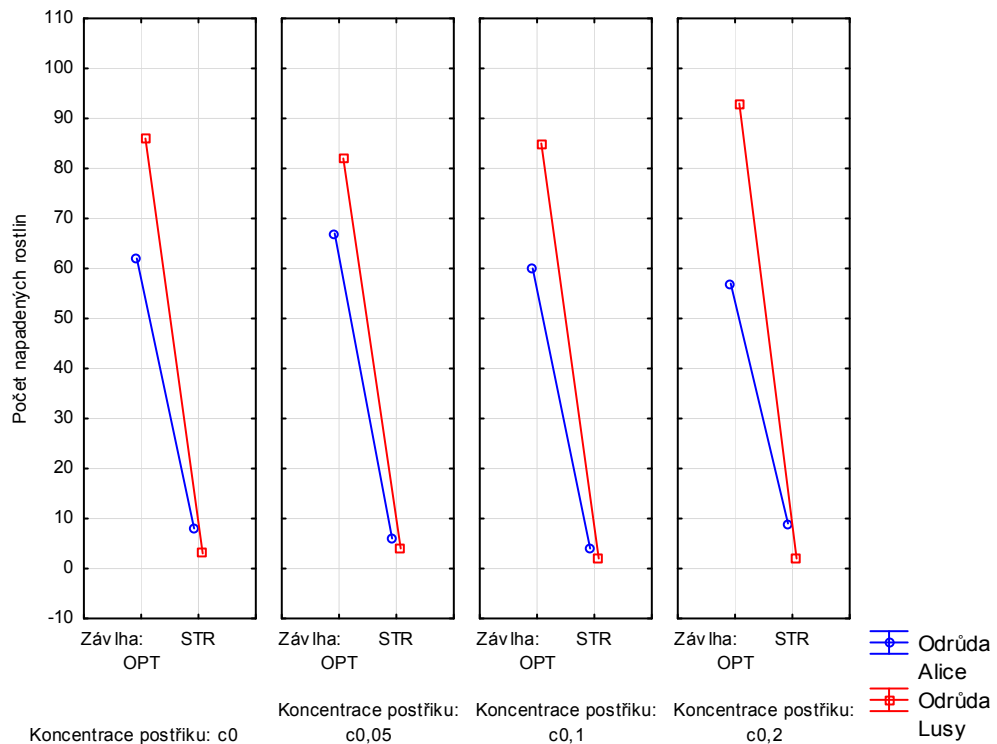 Počet napadených rostlin
110
100
90
80
70
60
50
40
30
20
10
0
-10
Záv lha: STR
OPT
Záv lha: STR
OPT
Záv lha: STR
OPT
Záv lha: STR
OPT
Koncentrace postřiku: c0
Koncentrace postřiku:
c0,05
Koncentrace postřiku:
c0,1
Koncentrace postřiku:
c0,2
Odrůda
Alice
Odrůda
Lusy